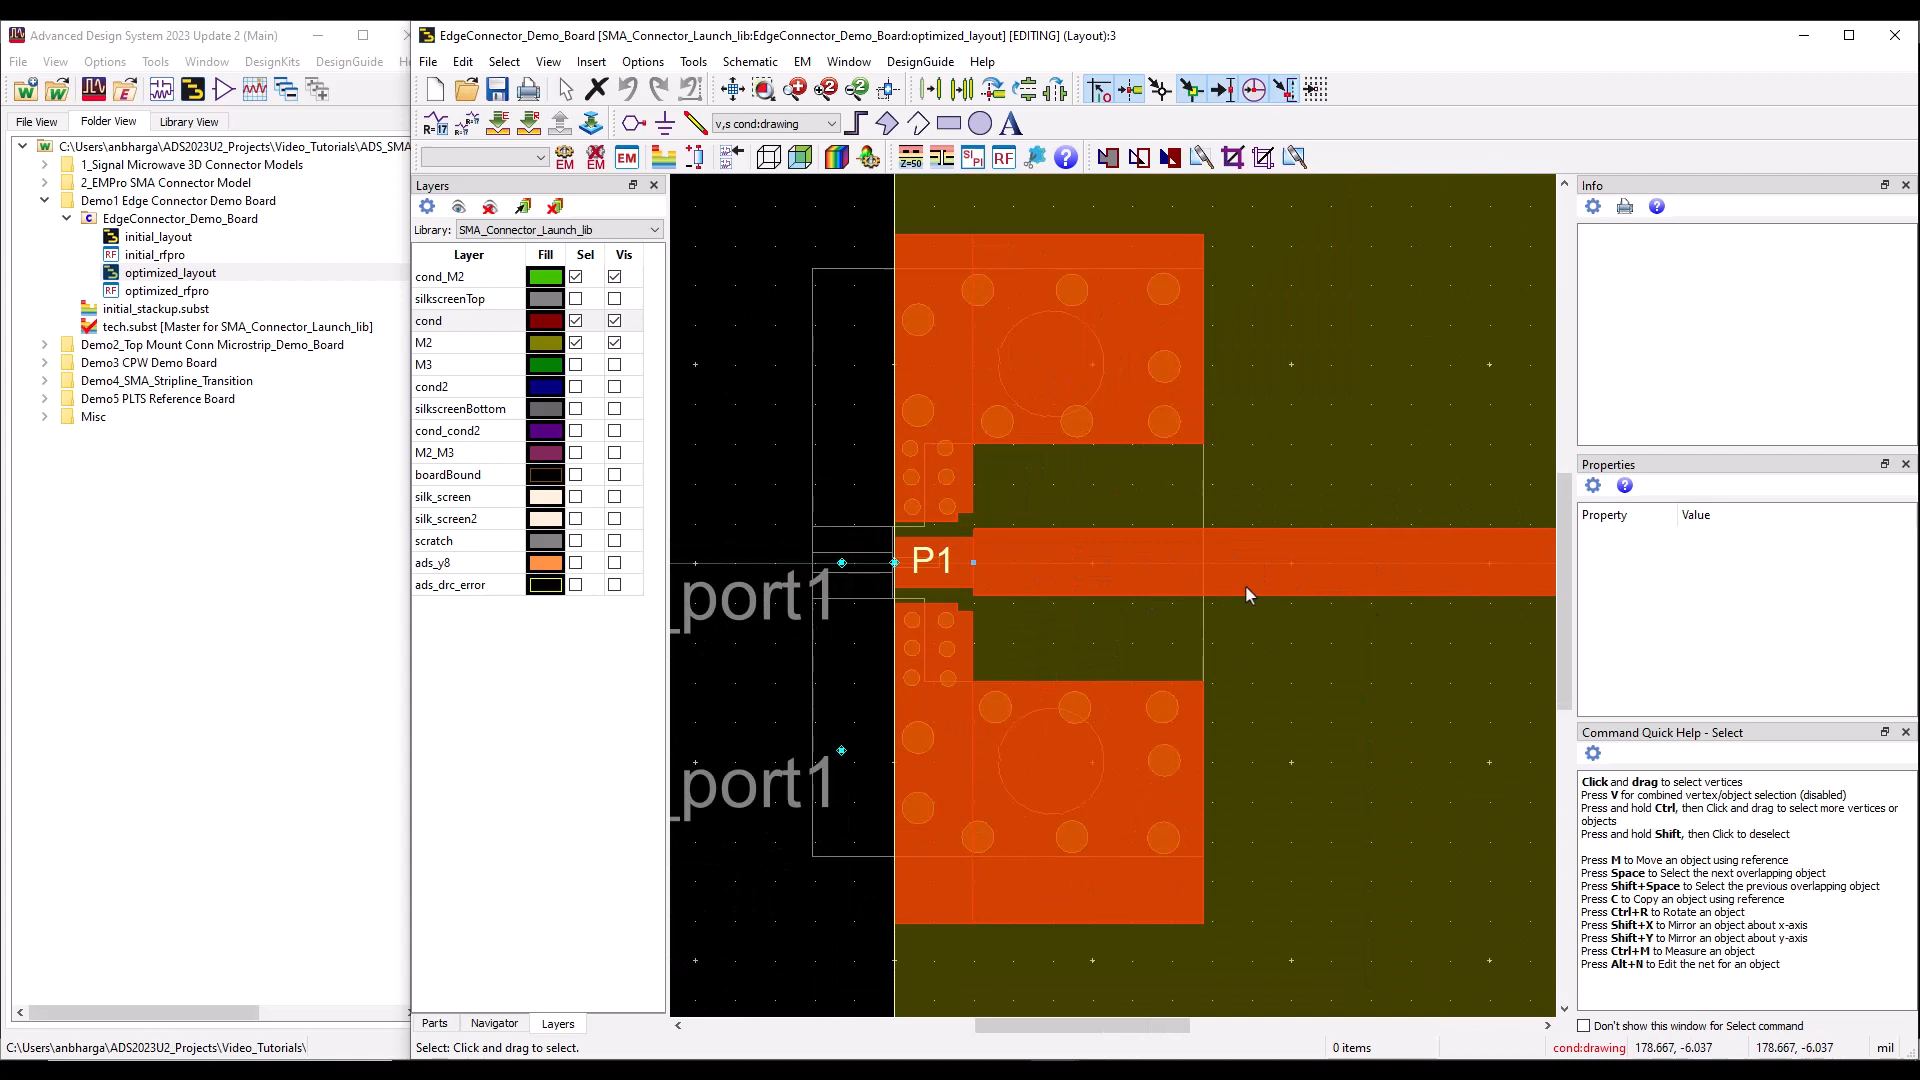 Advanced Design System 2023 Update 2 (Main)
File View Options Tools Window DesignKits DesignGuide He
File View Folder View Library View
C:\Users\anbharga\ADS2023U2_Projects\Video_Tutorials\ADS_SMA
1_Signal Microwave 3D Connector Models
2_EMPro SMA Connector Model
Demo1 Edge Connector Demo Board
EdgeConnector_Demo_Board
initial_layout
initial_rfpro
optimized_layout
optimized_rfpro
initial_stackup.subst
tech.subst [Master for SMA_Connector_Launch_lib]
Demo2_Top Mount Conn Microstrip_Demo_Board
Demo3 CPW Demo Board
Demo4_SMA_Stripline_Transition
Demo5 PLTS Reference Board
Misc
C:\Users\anbharga\ADS2023U2_Projects\Video_Tutorials\
EdgeConnector_Demo_Board [SMA_Connector_Launch_lib:EdgeConnector_Demo_Board:optimized_layout] [EDITING] (Layout):3
File Edit Select View Insert Options Tools Schematic EM Window DesignGuide Help
v,s cond:drawing
EM EM EM Z=50 SI PI RF
Layers
Library: SMA_Connector_Launch_lib
Layer Fill Sel Vis
cond_M2
silkscreenTop
cond
M2
M3
cond2
silkscreenBottom
cond_cond2
M2_M3
boardBound
silk_screen
silk_screen2
scratch
ads_y8
ads_drc_error
Parts Navigator Layers
P1
_port1
_port1
Info
Properties
Property Value
Command Quick Help - Select
Click and drag to select vertices
Press V for combined vertex/object selection (disabled)
Press and hold Ctrl, then Click and drag to select more vertices or
objects
Press and hold Shift, then Click to deselect
Press M to Move an object using reference
Press Space to Select the next overlapping object
Press Shift+Space to Select the previous overlapping object
Press C to Copy an object using reference
Press Ctrl+R to Rotate an object
Press Shift+X to Mirror an object about x-axis
Press Shift+Y to Mirror an object about y-axis
Press Ctrl+M to Measure an object
Press Alt+N to Edit the net for an object
Don't show this window for Select command
Select: Click and drag to select. 0 items cond:drawing 178.667, -6.037 178.667, -6.037 mil